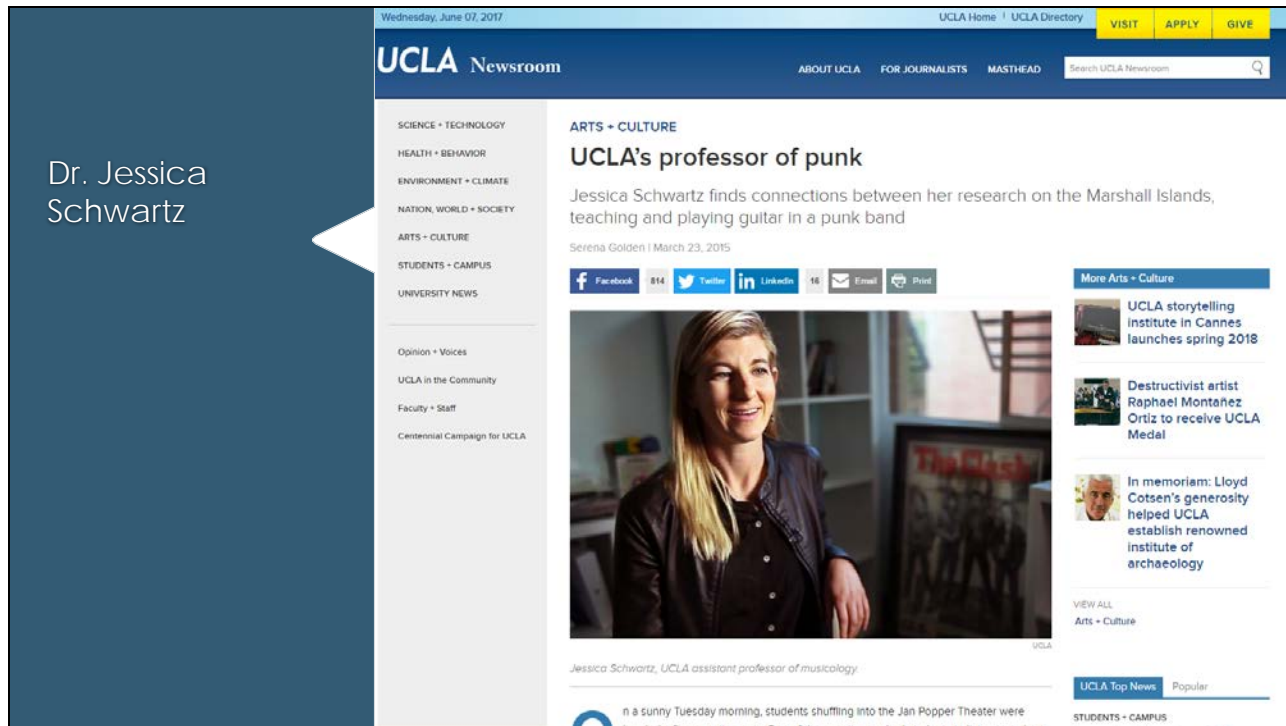 Dr. Jessica
Schwartz
Wednesday, June 07, 2017
UCLA Home | UCLA Directory
VISIT
APPLY
GIVE
UCLA Newsroom
ABOUT UCLA
FOR JOURNALISTS
MASTHEAD
Search UCLA Newsroom
SCIENCE + TECHNOLOGY
HEALTH + BEHAVIOR
ENVIRONMENT + CLIMATE
NATION, WORLD + SOCIETY
ARTS + CULTURE
STUDENTS + CAMPUS
UNIVERSITY NEWS
Opinion + Voices
UCLA in the Community
Faculty + Staff
Centennial Campaign for UCLA
ARTS + CULTURE
UCLA's professor of punk
Jessica Schwartz finds connections between her research on the Marshall Islands,
teaching and playing guitar in a punk band
Serena Golden | March 23, 2015
Facebook 814 Twitter LinkedIn 16 Email Print
The Clash
UCLA
Jessica Schwartz, UCLA assistant professor of musicology.
On a sunny Tuesday morning, students shuffling into the Jan Popper Theater were
More Arts + Culture
UCLA storytelling
institute in Cannes
launches spring 2018
Destructivist artist
Raphael Montañez
Ortiz to receive UCLA
Medal
In memoriam: Lloyd
Cotsen's generosity
helped UCLA
establish renowned
institute of
archaeology
VIEW ALL
Arts + Culture
UCLA Top News
Popular
STUDENTS + CAMPUS